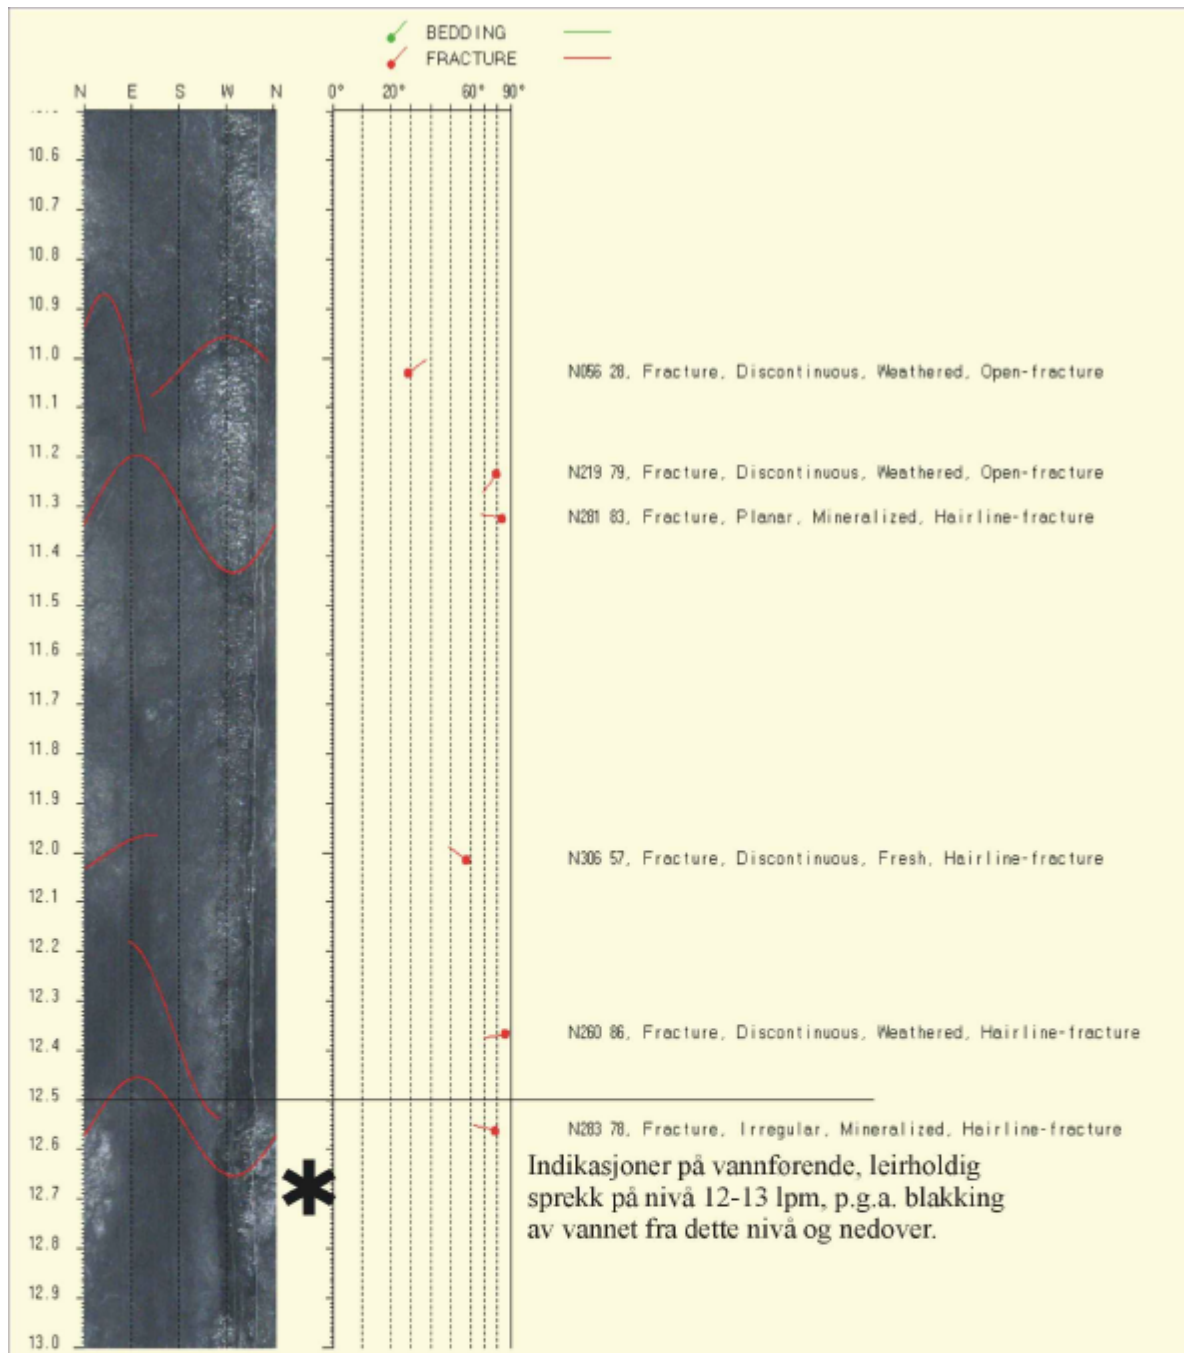 BEDDING
FRACTURE
N E S W N 0° 20° 60° 90°
10.6
10.7
10.8
10.9
11.0
N056 28, Fracture, Discontinuous, Weathered, Open-fracture
11.1
11.2
N219 79, Fracture, Discontinuous, Weathered, Open-fracture
11.3
N281 83, Fracture, Planar, Mineralized, Hairline-fracture
11.4
11.5
11.6
11.7
11.8
11.9
12.0
N306 57, Fracture, Discontinuous, Fresh, Hairline-fracture
12.1
12.2
12.3
N260 86, Fracture, Discontinuous, Weathered, Hairline-fracture
12.4
12.5
N283 78, Fracture, Irregular, Mineralized, Hairline-fracture
12.6
Indikasjoner på vannførende, leirholdig
12.7
sprekk på nivå 12-13 lpm, p.g.a. blakking
av vannet fra dette nivå og nedover.
12.8
12.9
13.0